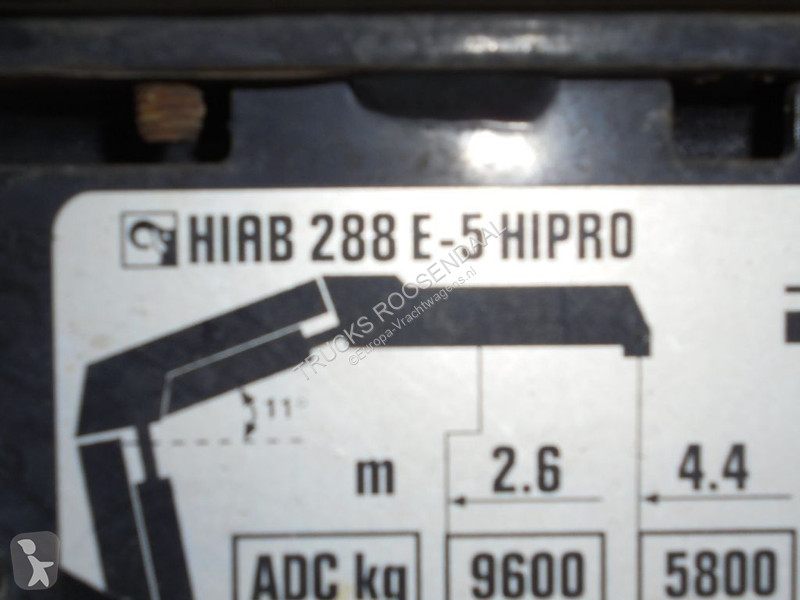 HIAB 288 E-5 HIPRO
TRUCKS ROOSENDAAL
©Europa-Vrachtwagens.nl
11°
m 2.6 4.4
ADC kg 9600 5800